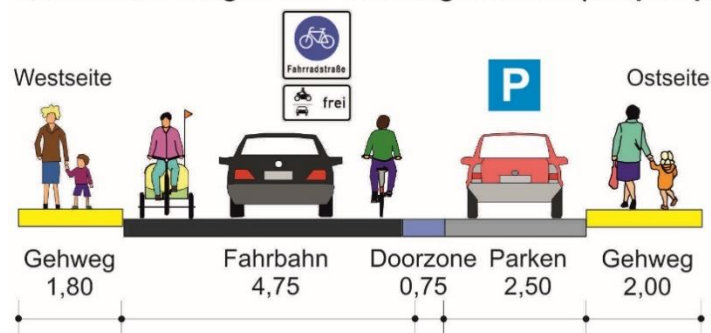 Fahrradstraße
frei
Westseite
P
Ostseite
Gehweg Fahrbahn Doorzone Parken Gehweg
1,80 4,75 0,75 2,50 2,00